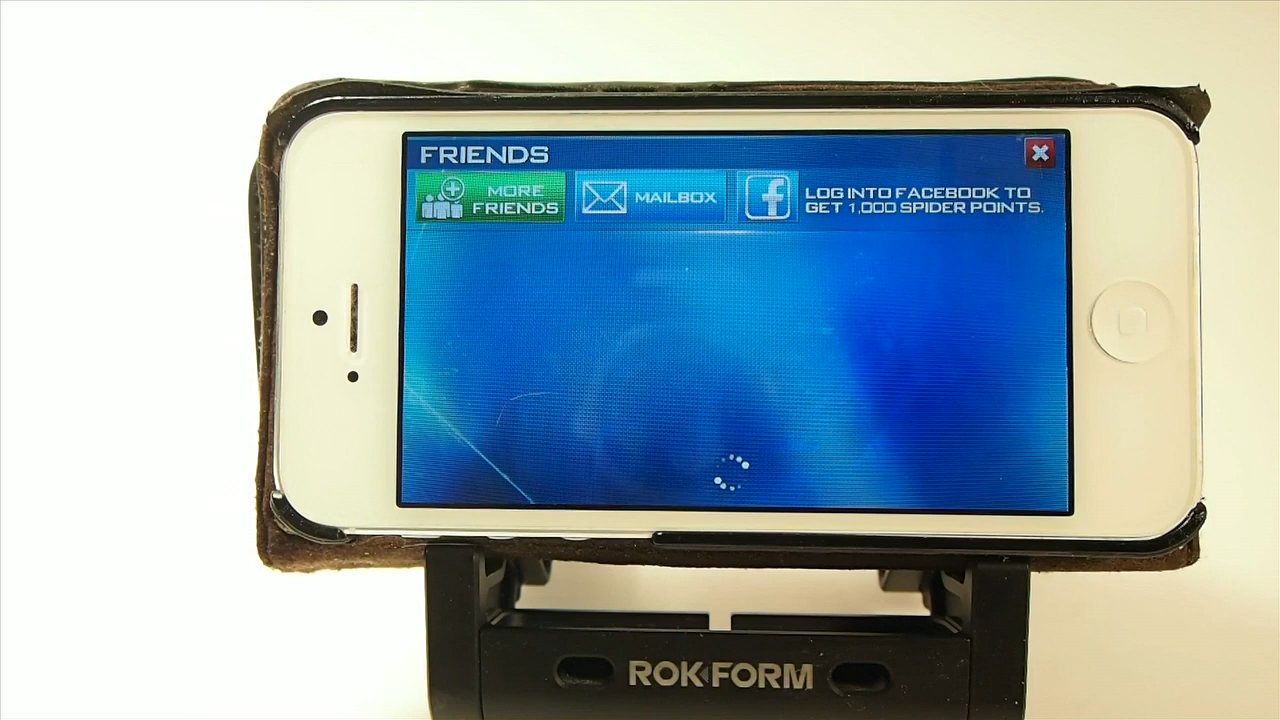 FRIENDS
MORE
FRIENDS
MAILBOX
LOG INTO FACEBOOK TO
GET 1,000 SPIDER POINTS.
ROKFORM